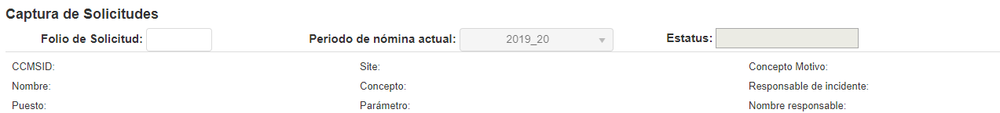 Captura de Solicitudes
Folio de Solicitud: Periodo de nómina actual: 2019_20 Estatus:
CCMSID: Site: Concepto Motivo:
Nombre: Concepto: Responsable de incidente:
Puesto: Parámetro: Nombre responsable: